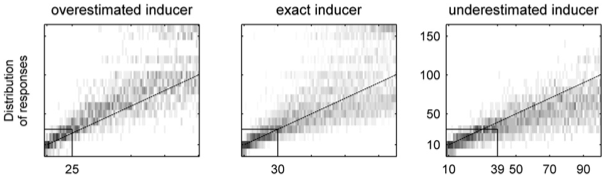 overestimated inducer exact inducer underestimated inducer
Distribution
of responses
150
100
50
10
25 30 10 39 50 70 90